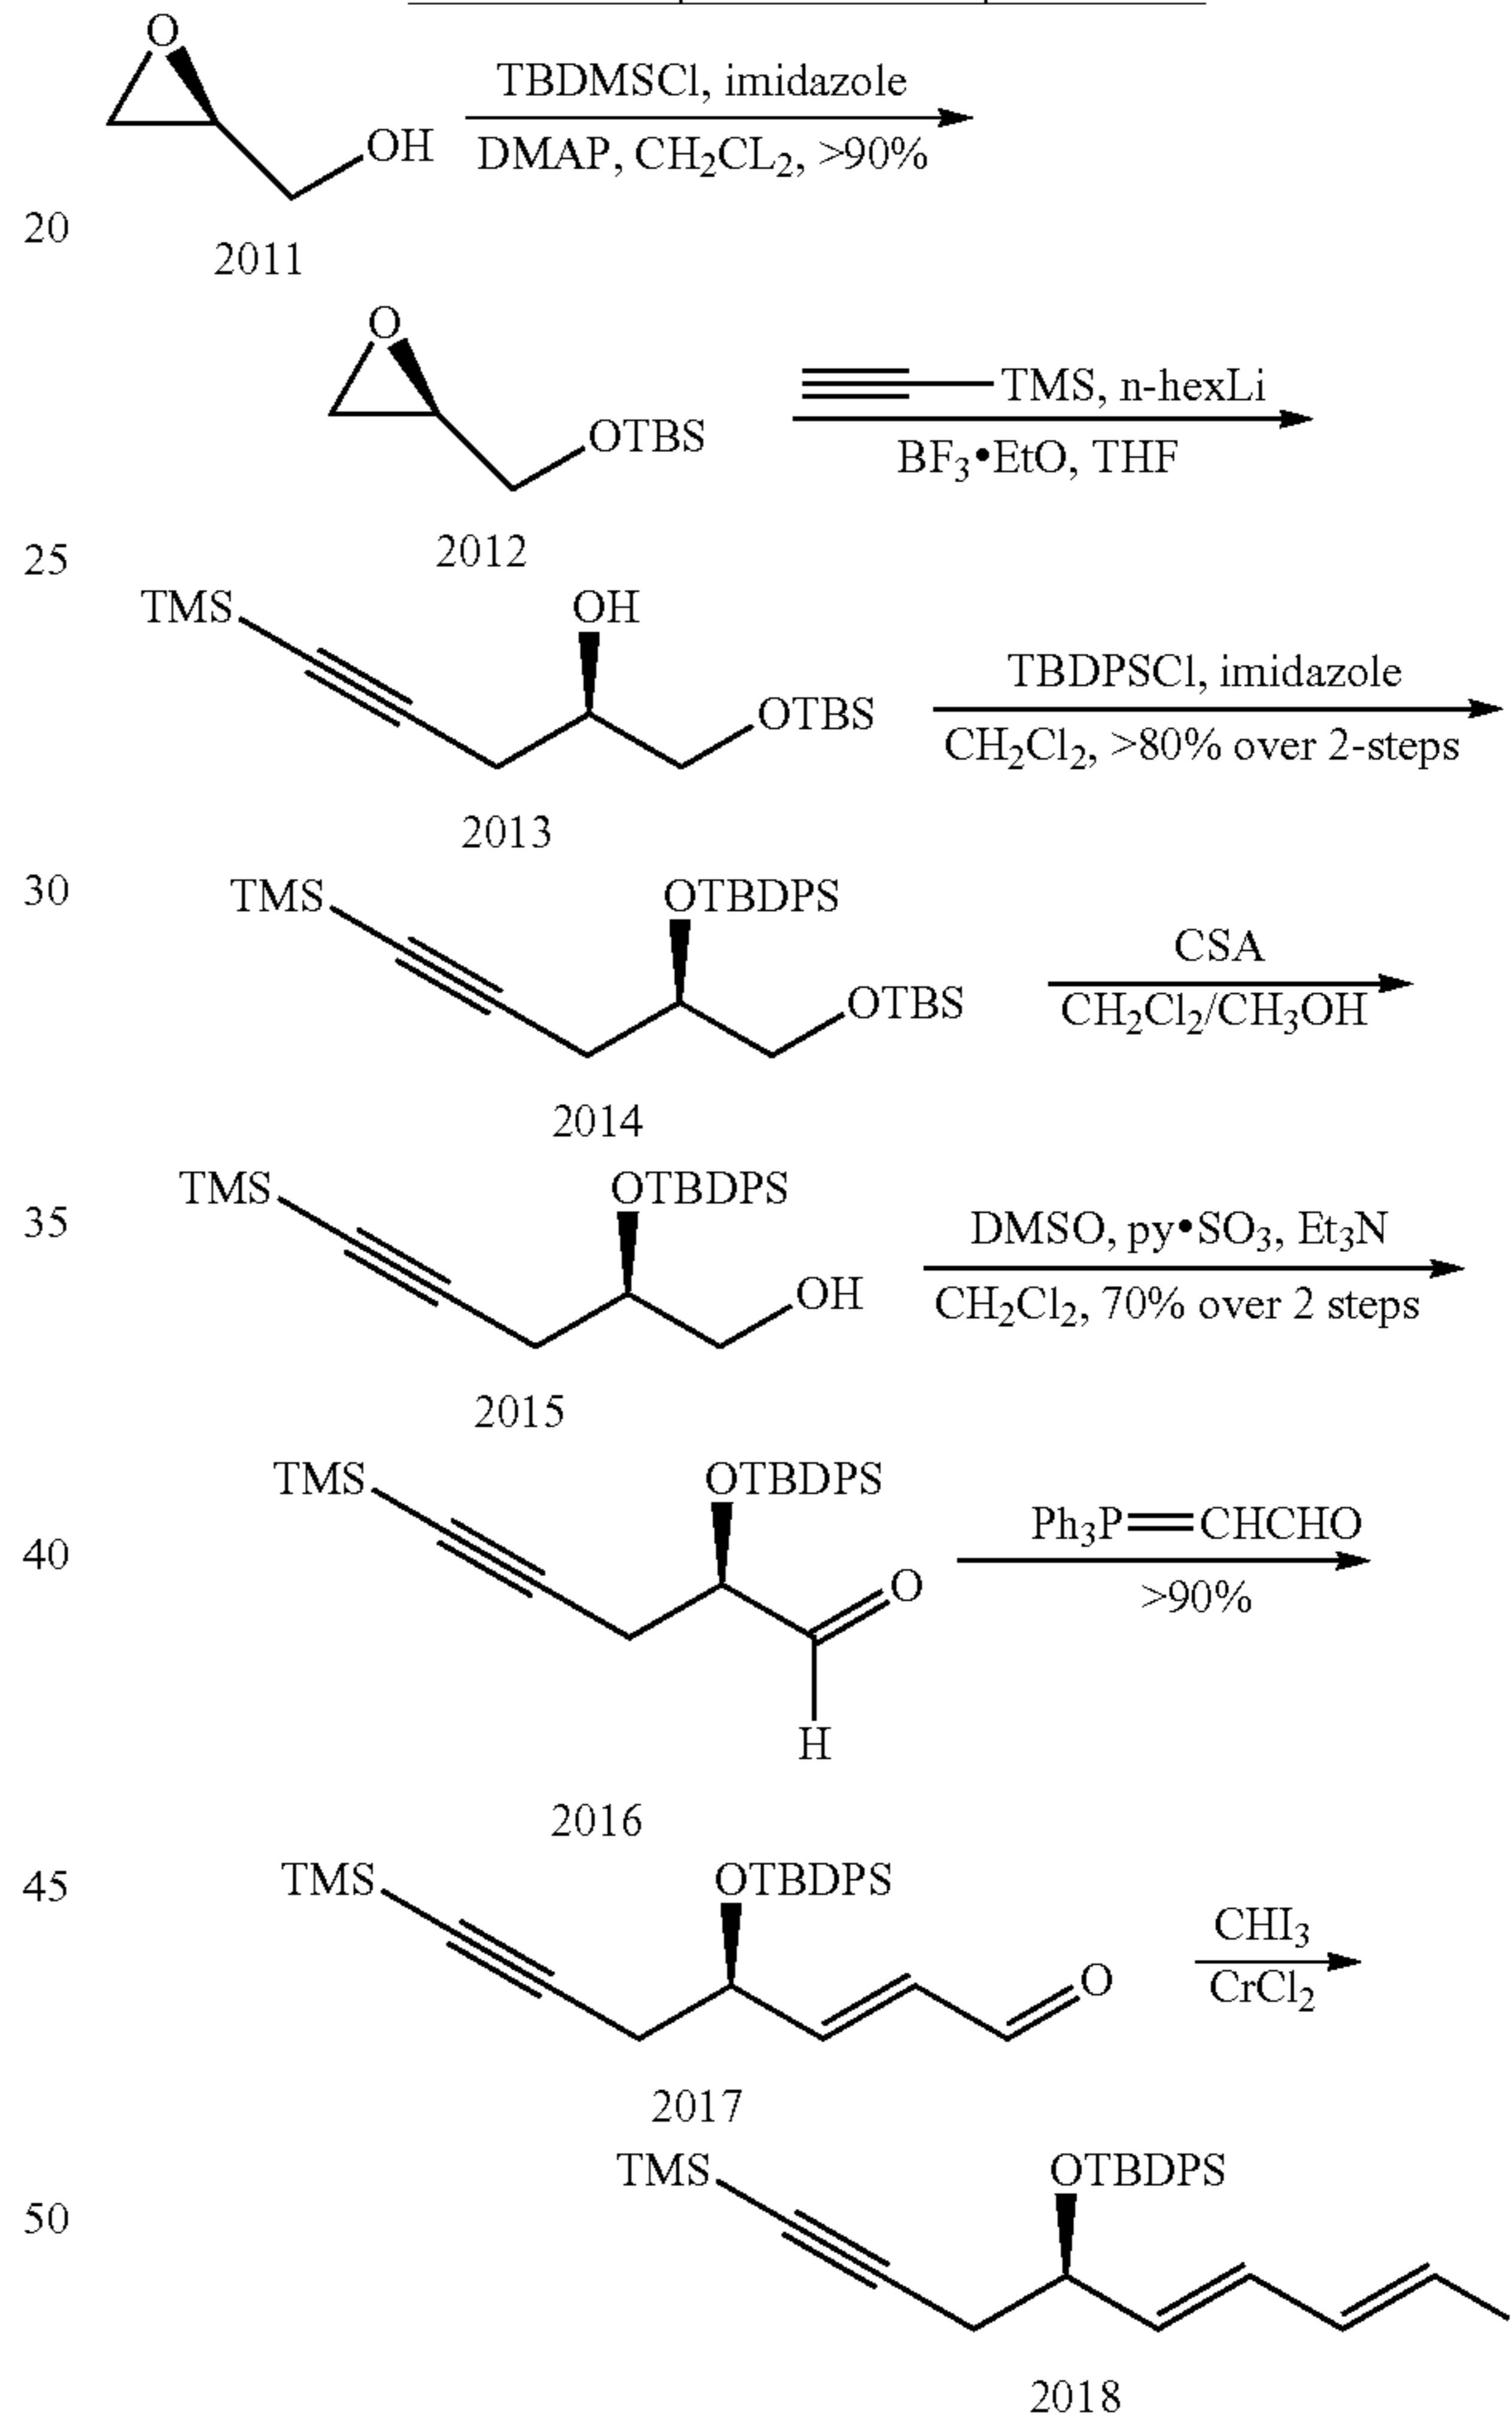 O
TBDMSCl, imidazole
OH
DMAP, CH₂CL₂, >90%
20
2011
O
≡—TMS, n-hexLi
OTBS
BF₃•EtO, THF
2012
25
TMS
OH
TBDPSCl, imidazole
OTBS
CH₂Cl₂, >80% over 2-steps
2013
30
TMS
OTBDPS
CSA
OTBS
CH₂Cl₂/CH₃OH
2014
35
TMS
OTBDPS
DMSO, py•SO₃, Et₃N
OH
CH₂Cl₂, 70% over 2 steps
2015
TMS
OTBDPS
Ph₃P=CHCHO
40
O
>90%
H
2016
45
TMS
OTBDPS
CHI₃
O
CrCl₂
2017
TMS
OTBDPS
50
2018